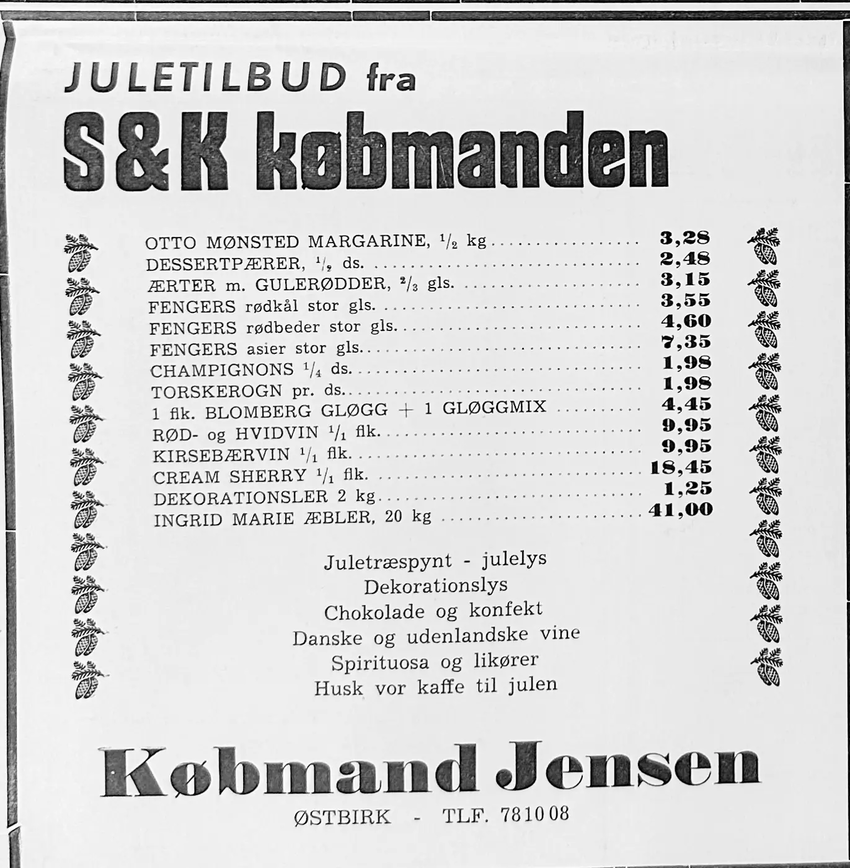 JULETILBUD fra
S&K købmanden
OTTO MØNSTED MARGARINE, 1/2 kg................. 3,28
DESSERTPÆRER, 1/2 ds. .............................. 2,48
ÆRTER m. GULERØDDER, 2/3 gls. ..................... 3,15
FENGERS rødkål stor gls. .............................. 3,55
FENGERS rødbeder stor gls............................ 4,60
FENGERS asier stor gls................................ 7,35
CHAMPIGNONS 1/4 ds................................. 1,98
TORSKEROGN pr. ds.................................. 1,98
1 flk. BLOMBERG GLØGG + 1 GLØGGMIX .......... 4,45
RØD- og HVIDVIN 1/1 flk............................. 9,95
KIRSEBÆRVIN 1/1 flk................................. 9,95
CREAM SHERRY 1/1 flk. .............................. 18,45
DEKORATIONSLER 2 kg.............................. 1,25
INGRID MARIE ÆBLER, 20 kg ....................... 41,00
Juletræspynt - julelys
Dekorationslys
Chokolade og konfekt
Danske og udenlandske vine
Spirituosa og likører
Husk vor kaffe til julen
Købmand Jensen
ØSTBIRK - TLF. 781008